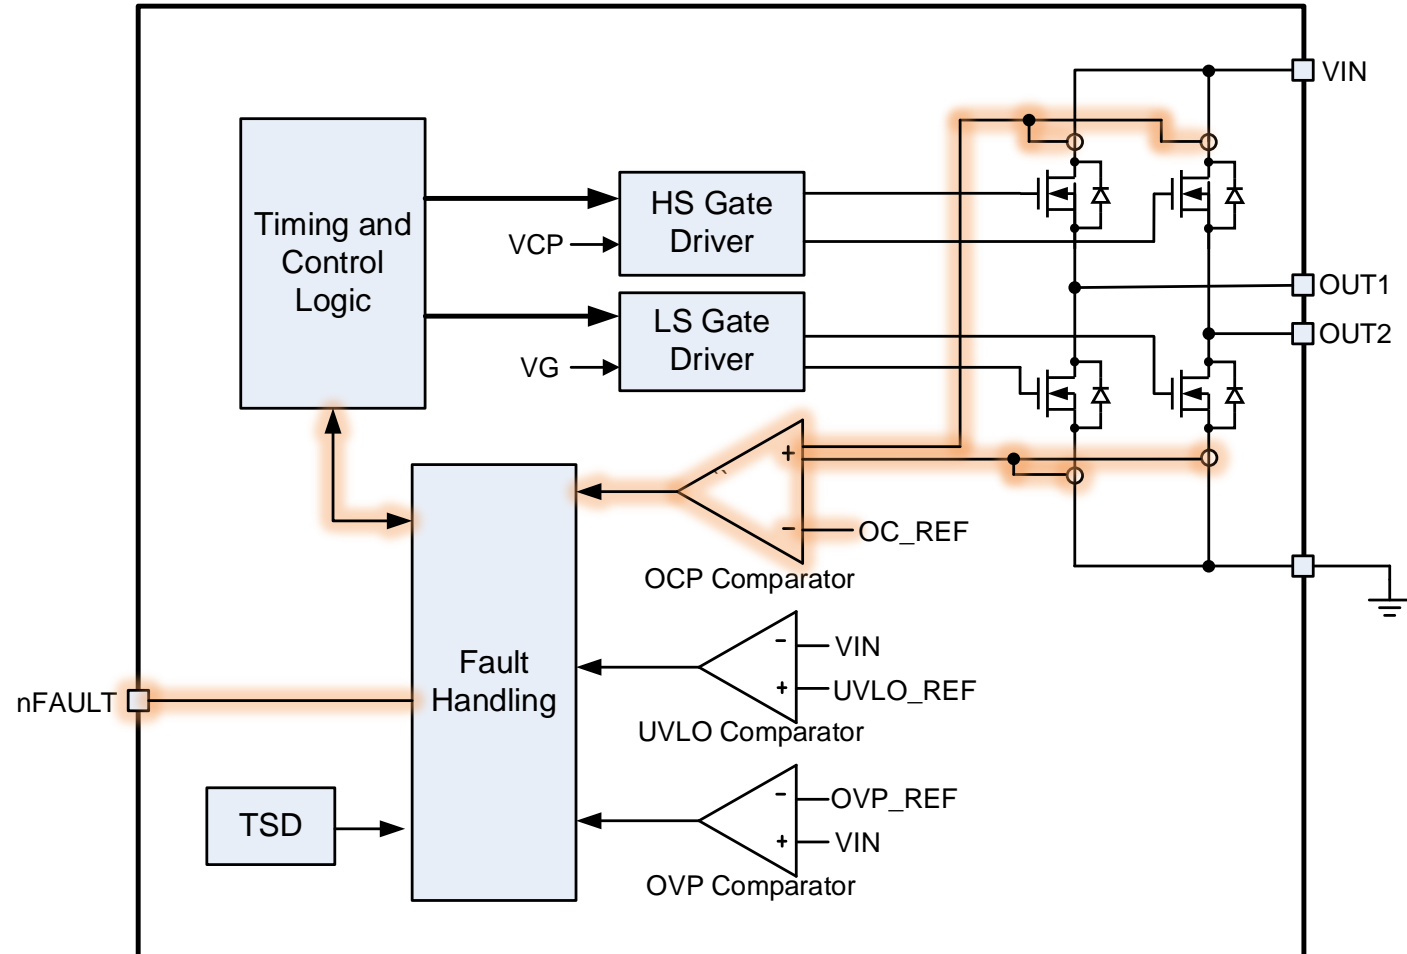 VIN
Timing and
Control
Logic
HS Gate
Driver
VCP
OUT1
LS Gate
Driver
OUT2
VG
+
−
OC_REF
OCP Comparator
Fault
Handling
−
VIN
+
UVLO_REF
UVLO Comparator
nFAULT
TSD
−
OVP_REF
+
VIN
OVP Comparator